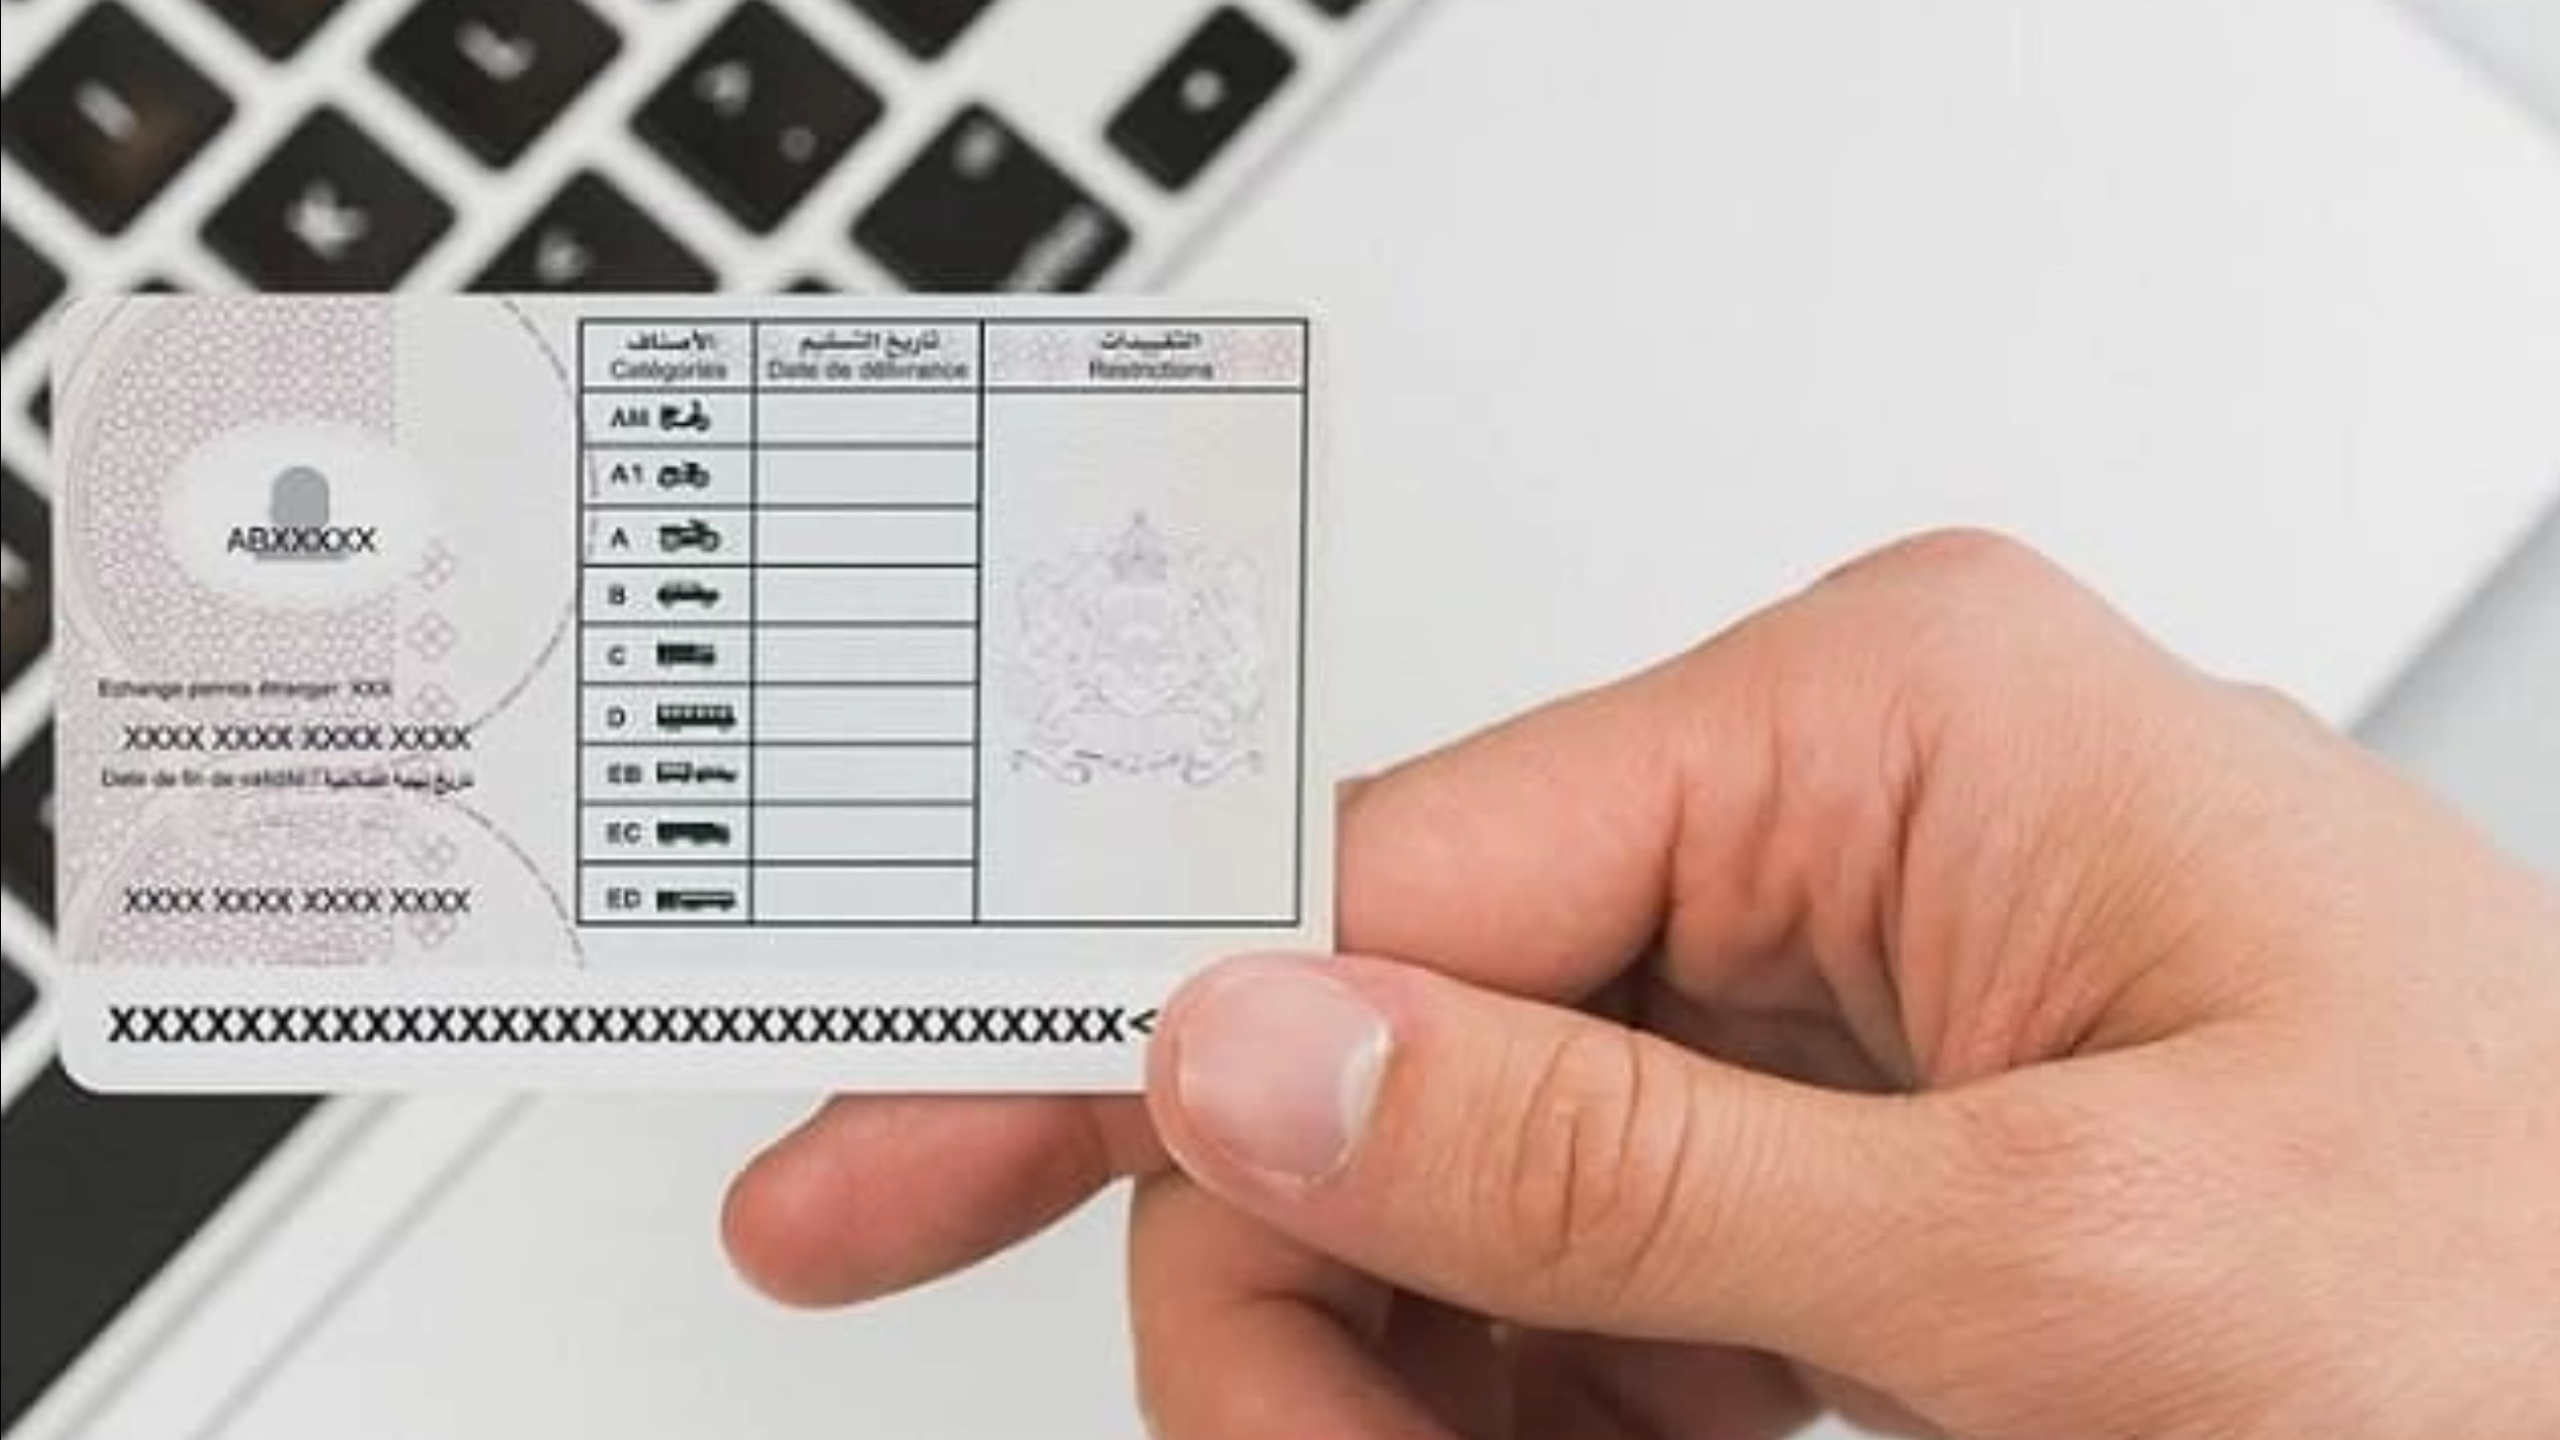 ABXXXXX
Echange permis étranger: XXX
XXXX XXXX XXXX XXXX
Date de fin de validité / تاريخ نهاية الصلاحية
XXXX XXXX XXXX XXXX
الأصناف تاريخ التسليم التقييدات
Catégories Date de délivrance Restrictions
AM
A1
A
B
C
D
EB
EC
ED
XXXXXXXXXXXXXXXXXXXXXXXXXXXXXXXX<